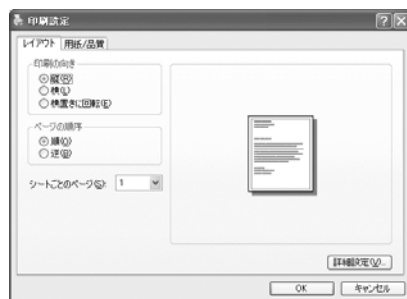 印刷設定
レイアウト 用紙/品質
印刷の向き
縦(R)
横(L)
横置きに回転(E)
ページの順序
順(Q)
逆(B)
シートごとのページ(S): 1
詳細設定(V)...
OK キャンセル